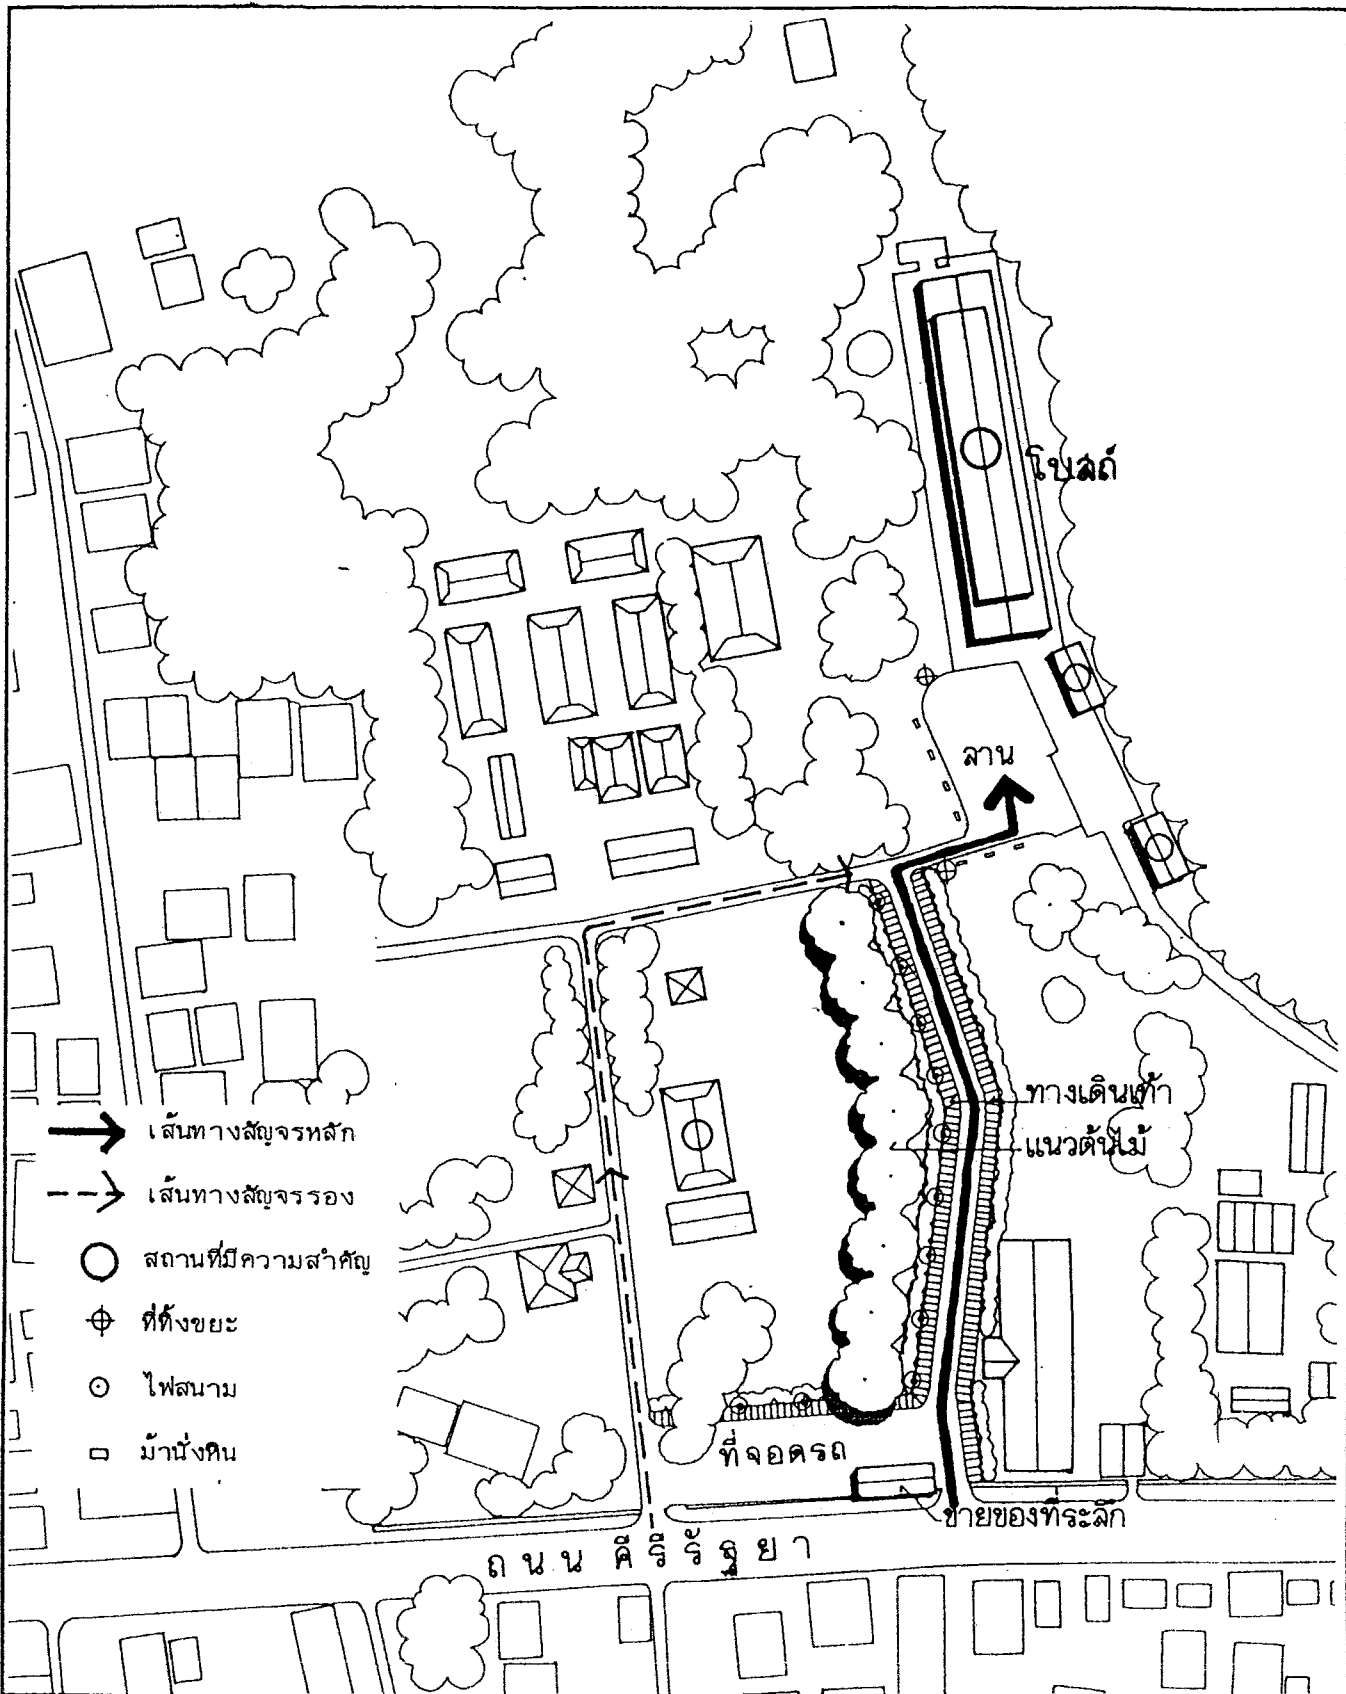 โบสถ์
ลาน
ทางเดินเท้า
แนวต้นไม้
เส้นทางสัญจรหลัก
เส้นทางสัญจรรอง
สถานที่มีความสำคัญ
ที่ทิ้งขยะ
ไฟสนาม
ม้านั่งหิน
ที่จอดรถ
ขายของที่ระลึก
ถนน คีรีรัฐยา